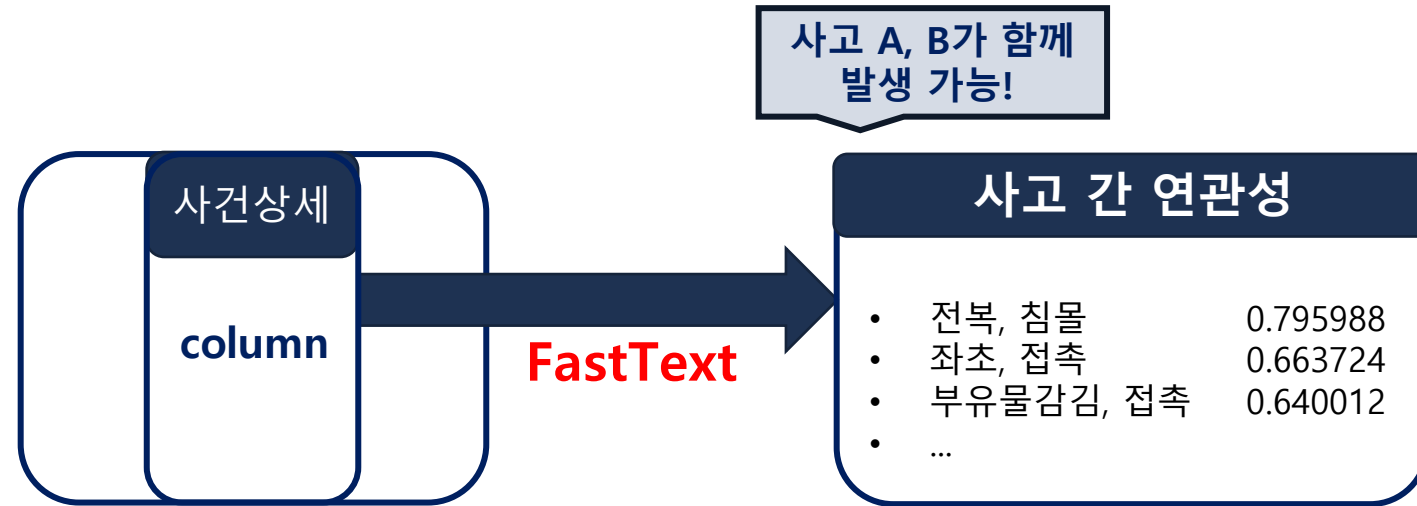 사고 A, B가 함께
발생 가능!
사건상세
column
FastText
사고 간 연관성
• 전복, 침몰 0.795988
• 좌초, 접촉 0.663724
• 부유물감김, 접촉 0.640012
• ...